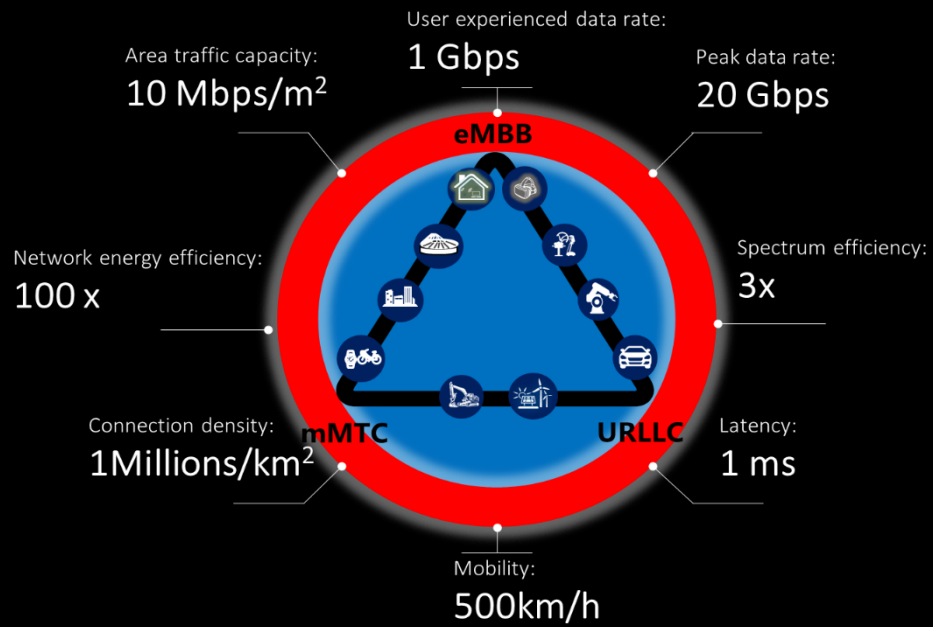 User experienced data rate:
1 Gbps
Area traffic capacity:
10 Mbps/m²
Peak data rate:
20 Gbps
eMBB
Network energy efficiency:
100 x
Spectrum efficiency:
3x
Connection density:
1Millions/km²
mMTC
URLLC
Latency:
1 ms
Mobility:
500km/h